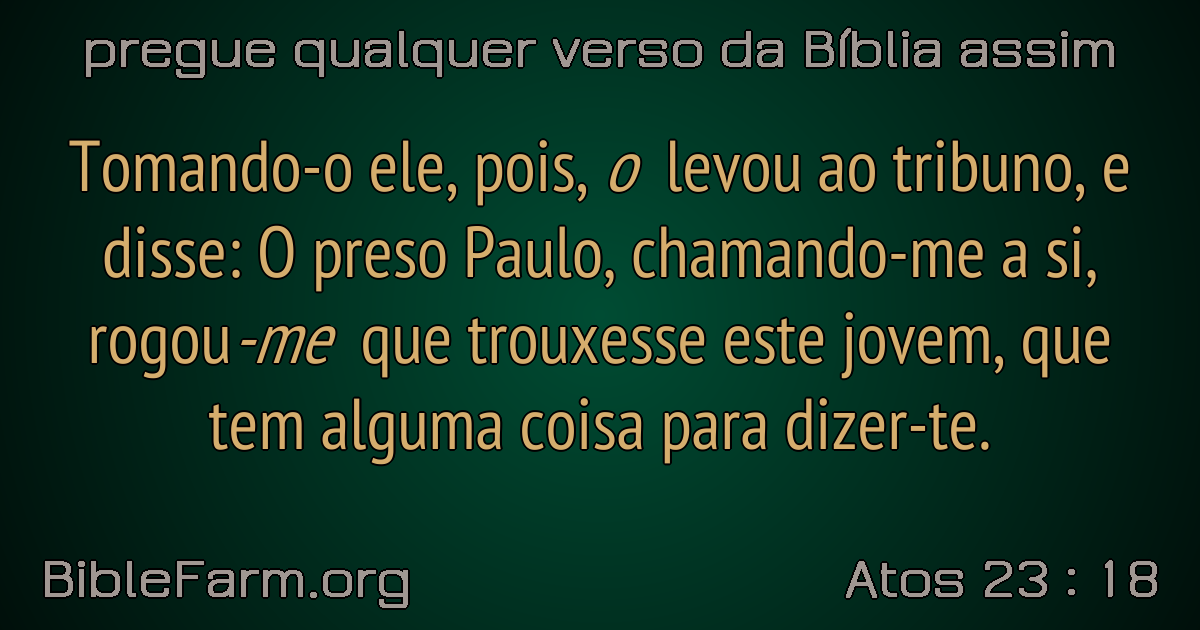 pregue qualquer verso da Bíblia assim
Tomando-o ele, pois, o levou ao tribuno, e
disse: O preso Paulo, chamando-me a si,
rogou-me que trouxesse este jovem, que
tem alguma coisa para dizer-te.
BibleFarm.org
Atos 23 : 18